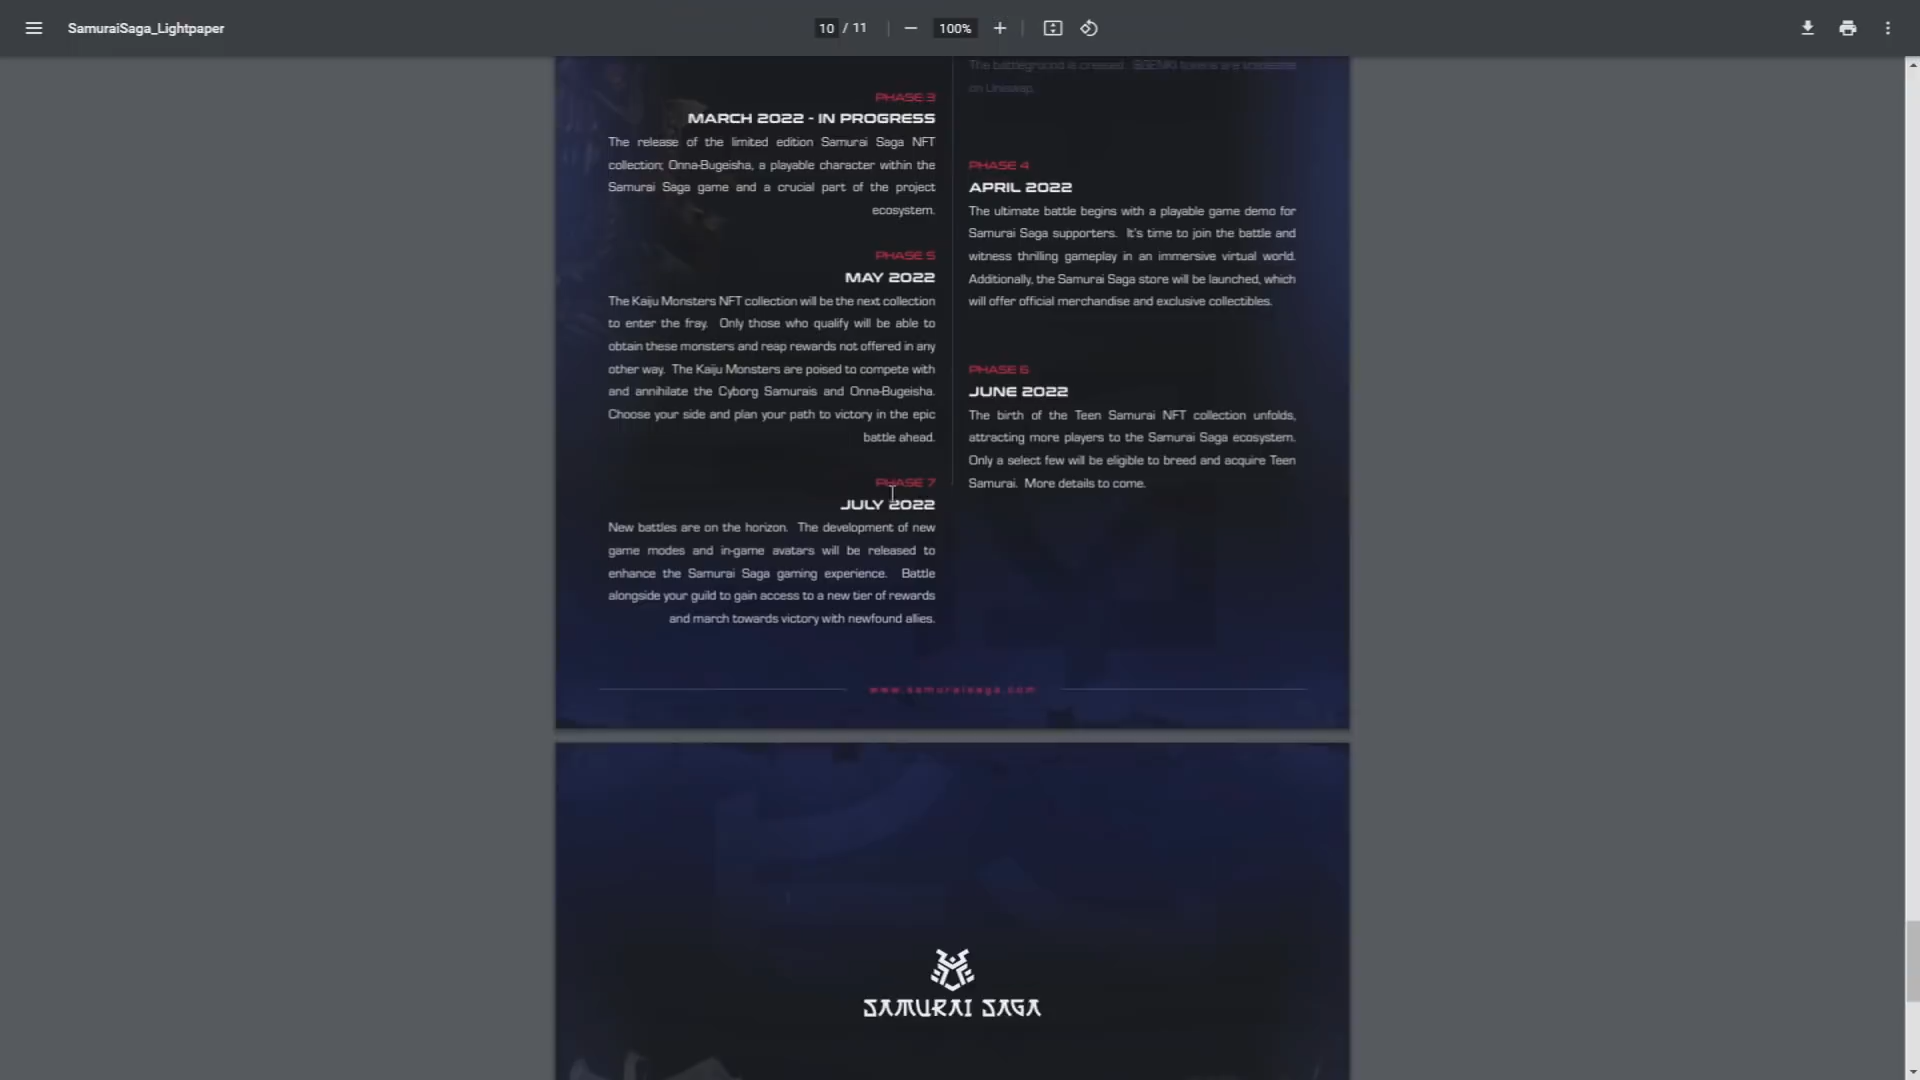 SamuraiSaga_Lightpaper
10 / 11
100%
The battleground is created. $GENKI tokens are
on Uniswap.
PHASE 3
MARCH 2022 - IN PROGRESS
The release of the limited edition Samurai Saga NFT
collection; Onna-Bugeisha, a playable character within the
Samurai Saga game and a crucial part of the project
ecosystem.
PHASE 5
MAY 2022
The Kaiju Monsters NFT collection will be the next collection
to enter the fray. Only those who qualify will be able to
obtain these monsters and reap rewards not offered in any
other way. The Kaiju Monsters are poised to compete with
and annihilate the Cyborg Samurais and Onna-Bugeisha.
Choose your side and plan your path to victory in the epic
battle ahead.
PHASE 7
JULY 2022
New battles are on the horizon. The development of new
game modes and in-game avatars will be released to
enhance the Samurai Saga gaming experience. Battle
alongside your guild to gain access to a new tier of rewards
and march towards victory with newfound allies.
PHASE 4
APRIL 2022
The ultimate battle begins with a playable game demo for
Samurai Saga supporters. It's time to join the battle and
witness thrilling gameplay in an immersive virtual world.
Additionally, the Samurai Saga store will be launched, which
will offer official merchandise and exclusive collectibles.
PHASE 6
JUNE 2022
The birth of the Teen Samurai NFT collection unfolds,
attracting more players to the Samurai Saga ecosystem.
Only a select few will be eligible to breed and acquire Teen
Samurai. More details to come.
www.samuraisaga.com
SAMURAI SAGA